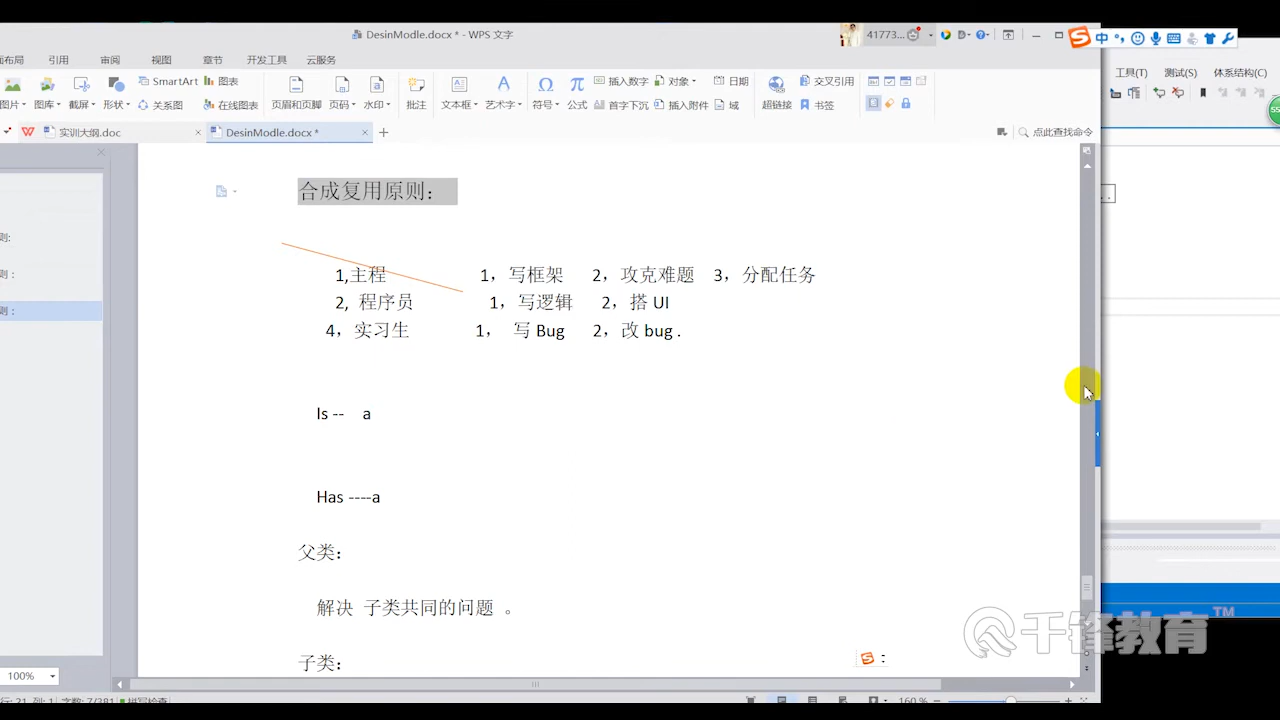 DesinModle.docx * - WPS 文字
41773...
中
工具(T) 测试(S) 体系结构(C)
引用 审阅 视图 章节 开发工具 云服务
SmartArt 图表 插入数字 对象 日期 交叉引用
图片 图库 截屏 形状 关系图 在线图表 页眉和页脚 页码 水印 批注 文本框 艺术字 符号 公式 首字下沉 插入附件 域 超链接 书签
实训大纲.doc × DesinModle.docx * × + 点此查找命令
合成复用原则：
1,主程 1，写框架 2，攻克难题 3，分配任务
2, 程序员 1，写逻辑 2，搭 UI
4，实习生 1， 写 Bug 2，改 bug .
Is -- a
Has ----a
父类：
解决 子类共同的问题 。
子类：
千锋教育™
100%
160 %